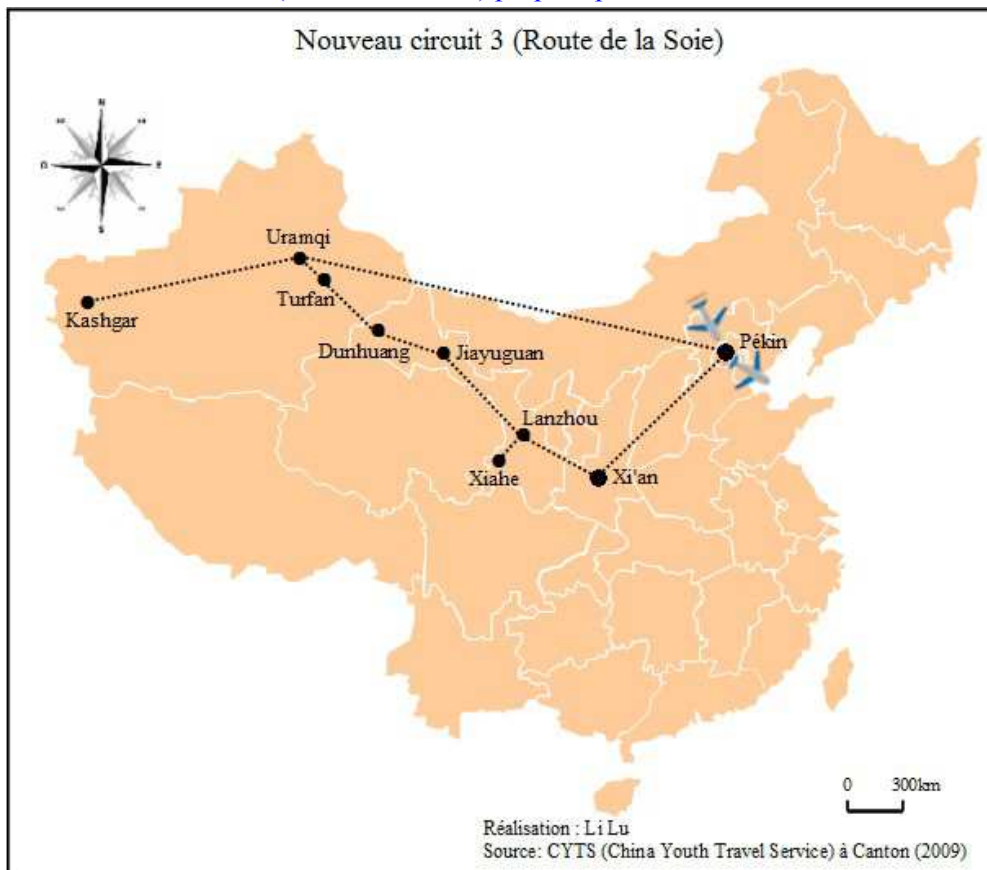 Nouveau circuit 3 (Route de la Soie)
N
E
S
Uramqi
Turfan
Kashgar
Dunhuang
Jiayuguan
Pékin
Lanzhou
Xiahe
Xi'an
0 300km
Réalisation : Li Lu
Source: CYTS (China Youth Travel Service) à Canton (2009)